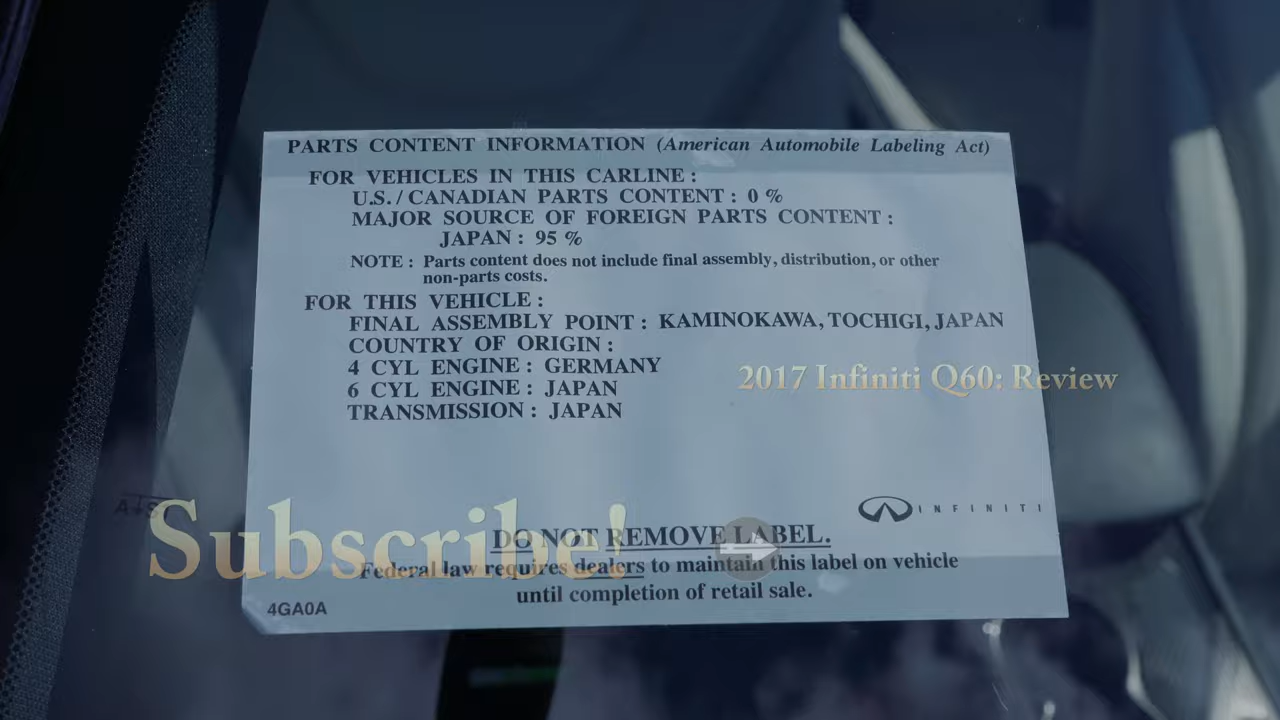 PARTS CONTENT INFORMATION (American Automobile Labeling Act)
FOR VEHICLES IN THIS CARLINE :
U.S. / CANADIAN PARTS CONTENT : 0 %
MAJOR SOURCE OF FOREIGN PARTS CONTENT :
JAPAN : 95 %
NOTE : Parts content does not include final assembly, distribution, or other
non-parts costs.
FOR THIS VEHICLE :
FINAL ASSEMBLY POINT : KAMINOKAWA, TOCHIGI, JAPAN
COUNTRY OF ORIGIN :
4 CYL ENGINE : GERMANY
2017 Infiniti Q60: Review
6 CYL ENGINE : JAPAN
TRANSMISSION : JAPAN
INFINITI
Subscribe!
DO NOT REMOVE LABEL.
Federal law requires dealers to maintain this label on vehicle
until completion of retail sale.
4GA0A